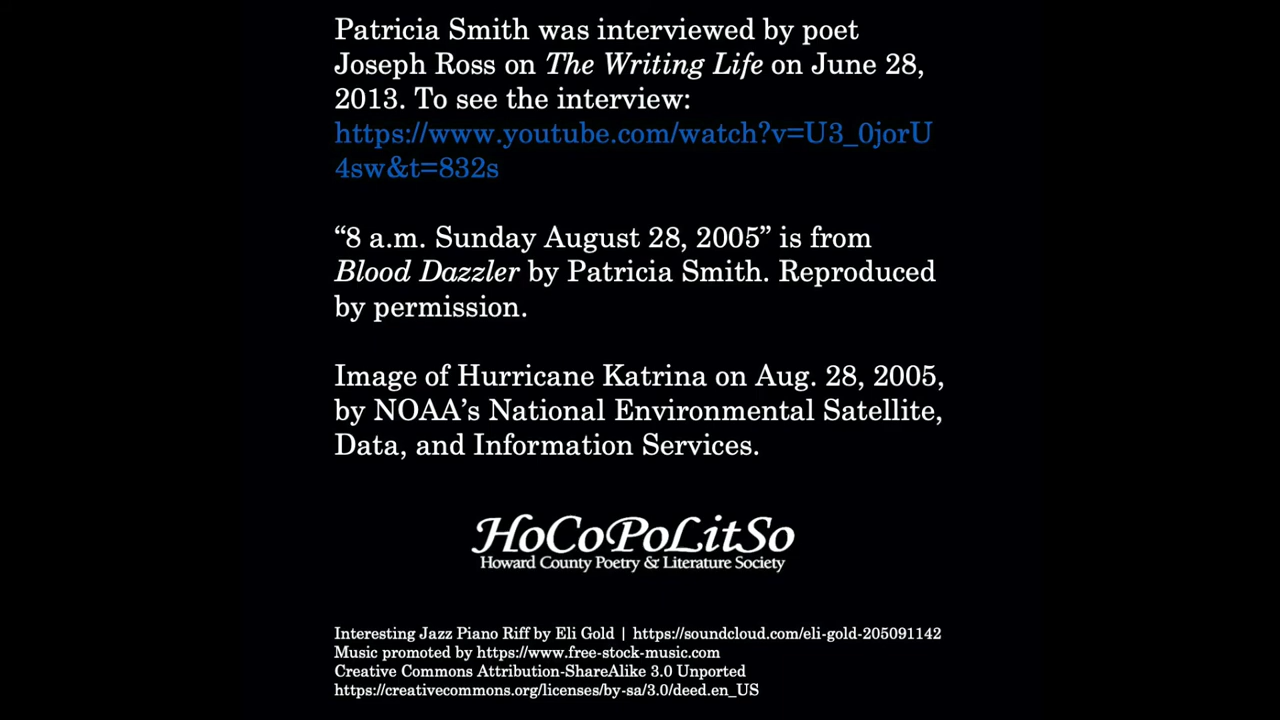 Patricia Smith was interviewed by poet
Joseph Ross on The Writing Life on June 28,
2013. To see the interview:
https://www.youtube.com/watch?v=U3_0jorU
4sw&t=832s
“8 a.m. Sunday August 28, 2005” is from
Blood Dazzler by Patricia Smith. Reproduced
by permission.
Image of Hurricane Katrina on Aug. 28, 2005,
by NOAA’s National Environmental Satellite,
Data, and Information Services.
HoCoPoLitSo
Howard County Poetry & Literature Society
Interesting Jazz Piano Riff by Eli Gold | https://soundcloud.com/eli-gold-205091142
Music promoted by https://www.free-stock-music.com
Creative Commons Attribution-ShareAlike 3.0 Unported
https://creativecommons.org/licenses/by-sa/3.0/deed.en_US